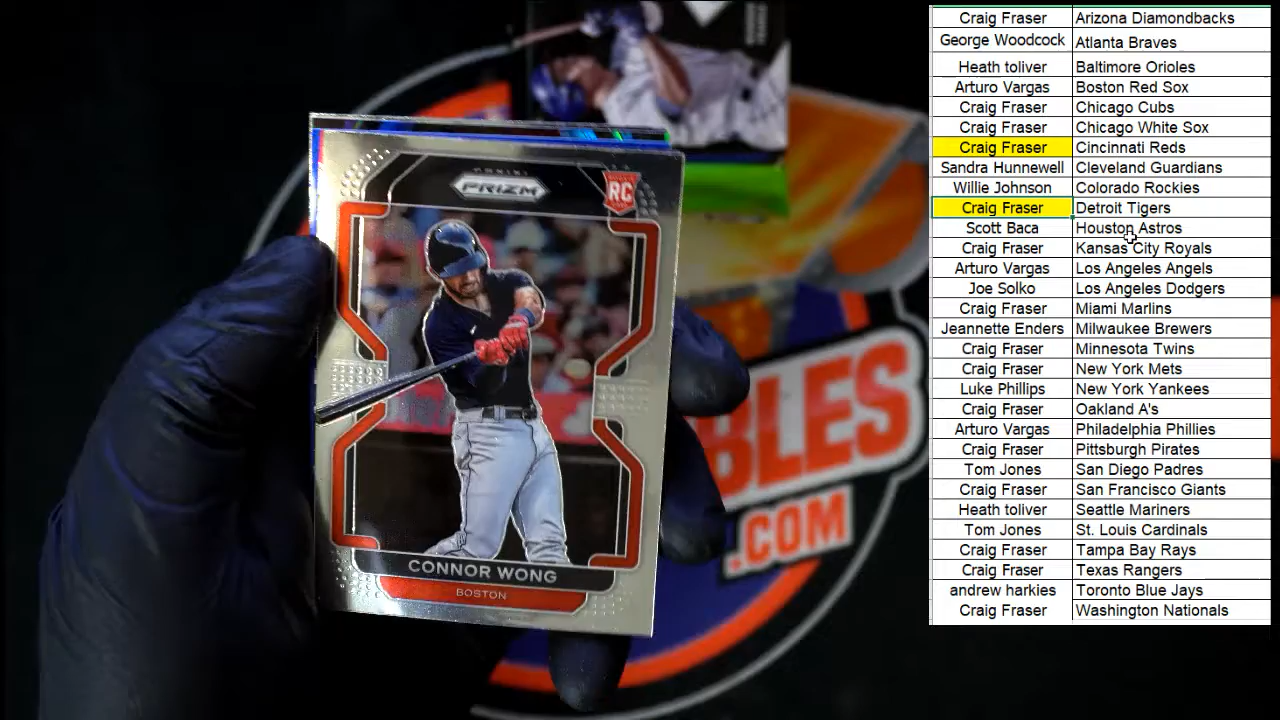 PANINI
PRIZM
RC
CONNOR WONG
BOSTON
BLES
.COM
Craig Fraser Arizona Diamondbacks
George Woodcock Atlanta Braves
Heath toliver Baltimore Orioles
Arturo Vargas Boston Red Sox
Craig Fraser Chicago Cubs
Craig Fraser Chicago White Sox
Craig Fraser Cincinnati Reds
Sandra Hunnewell Cleveland Guardians
Willie Johnson Colorado Rockies
Craig Fraser Detroit Tigers
Scott Baca Houston Astros
Craig Fraser Kansas City Royals
Arturo Vargas Los Angeles Angels
Joe Solko Los Angeles Dodgers
Craig Fraser Miami Marlins
Jeannette Enders Milwaukee Brewers
Craig Fraser Minnesota Twins
Craig Fraser New York Mets
Luke Phillips New York Yankees
Craig Fraser Oakland A's
Arturo Vargas Philadelphia Phillies
Craig Fraser Pittsburgh Pirates
Tom Jones San Diego Padres
Craig Fraser San Francisco Giants
Heath toliver Seattle Mariners
Tom Jones St. Louis Cardinals
Craig Fraser Tampa Bay Rays
Craig Fraser Texas Rangers
andrew harkies Toronto Blue Jays
Craig Fraser Washington Nationals